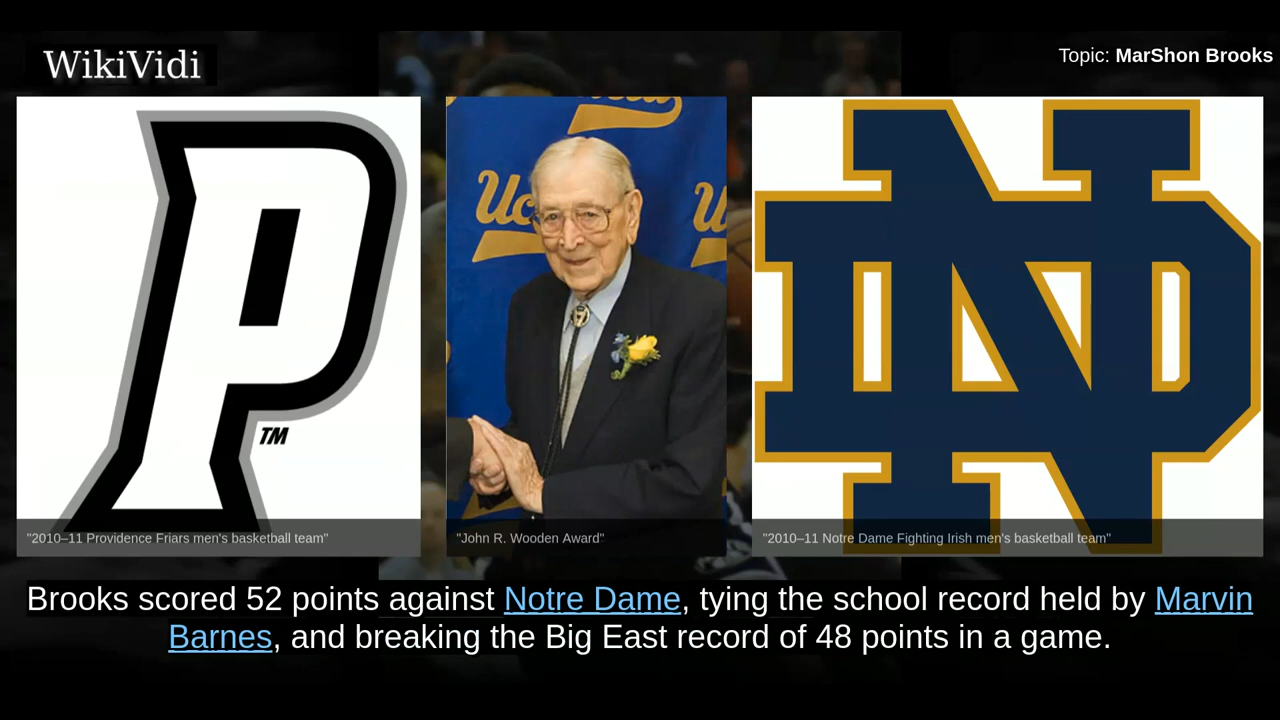 WikiVidi
Topic: MarShon Brooks
P
TM
Uc
U
ND
"2010–11 Providence Friars men's basketball team"
"John R. Wooden Award"
"2010–11 Notre Dame Fighting Irish men's basketball team"
Brooks scored 52 points against Notre Dame, tying the school record held by Marvin
Barnes, and breaking the Big East record of 48 points in a game.